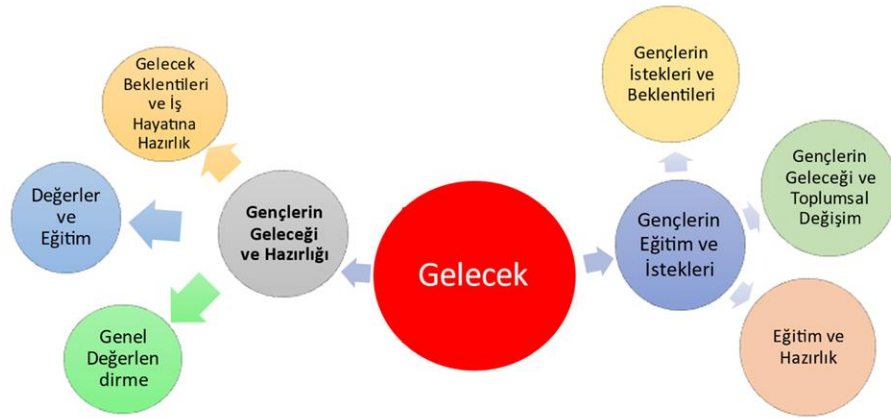 Gelecek
Beklentileri
ve İş
Hayatına
Hazırlık
Değerler
ve
Eğitim
Genel
Değerlen
dirme
Gençlerin
Geleceği
ve Hazırlığı
Gelecek
Gençlerin
Eğitim ve
İstekleri
Gençlerin
İstekleri ve
Beklentileri
Gençlerin
Geleceği ve
Toplumsal
Değişim
Eğitim ve
Hazırlık